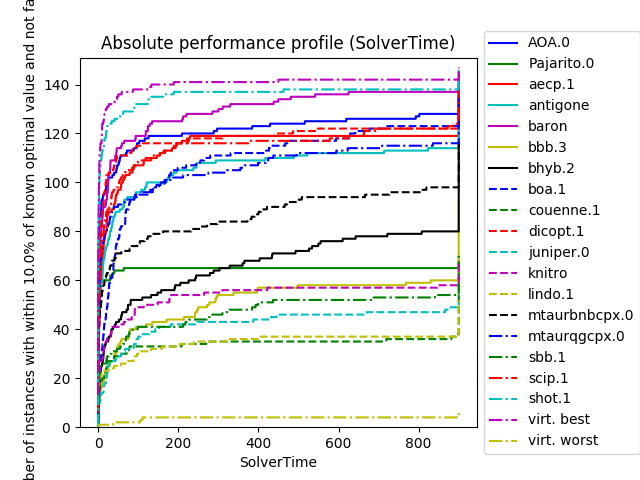 Absolute performance profile (SolverTime)
of instances with within 10.0% of known optimal value and not
140
120
100
80
60
40
20
0
0 200 400 600 800
SolverTime
AOA.0
Pajarito.0
aecp.1
antigone
baron
bbb.3
bhyb.2
boa.1
couenne.1
dicopt.1
juniper.0
knitro
lindo.1
mtaurbnbcpx.0
mtaurqgcpx.0
sbb.1
scip.1
shot.1
virt. best
virt. worst